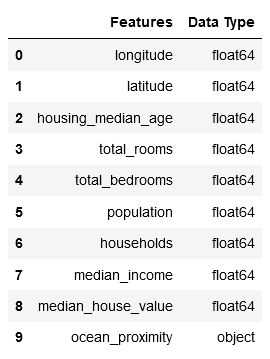 Features Data Type
0 longitude float64
1 latitude float64
2 housing_median_age float64
3 total_rooms float64
4 total_bedrooms float64
5 population float64
6 households float64
7 median_income float64
8 median_house_value float64
9 ocean_proximity object